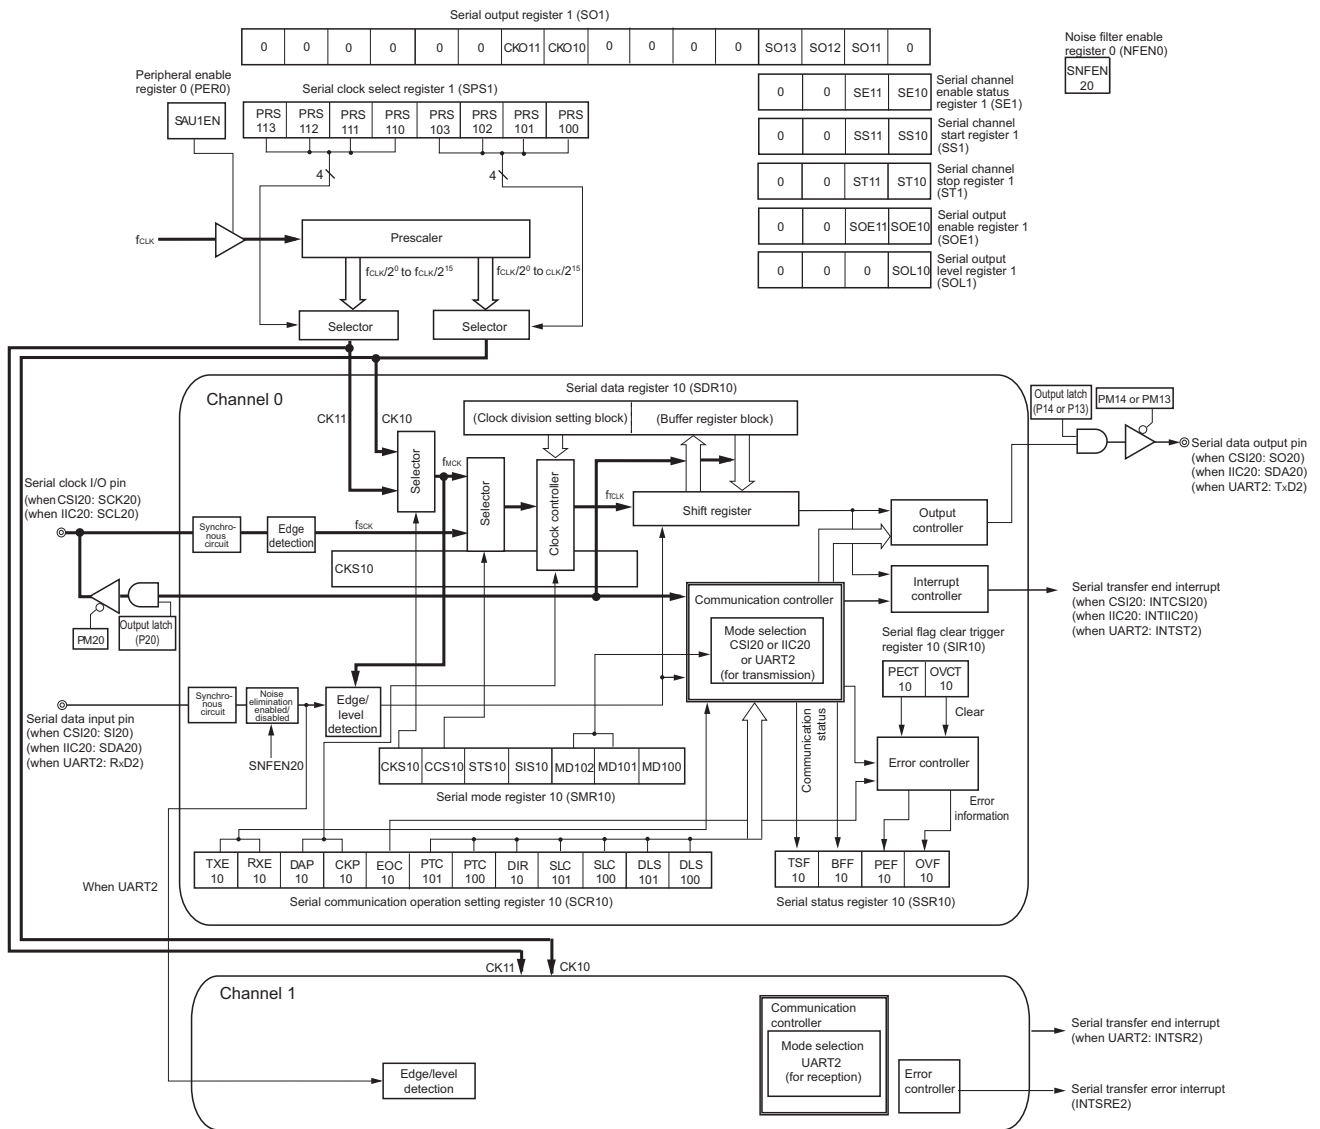 Serial output register 1 (SO1)
0 0 0 0 0 0 CKO11 CKO10 0 0 0 0 SO13 SO12 SO11 0
Noise filter enable
register 0 (NFEN0)
SNFEN
20
Peripheral enable
register 0 (PER0)
SAU1EN
Serial clock select register 1 (SPS1)
PRS PRS PRS PRS PRS PRS PRS PRS
113 112 111 110 103 102 101 100
4
4
0 0 SE11 SE10
Serial channel
enable status
register 1 (SE1)
0 0 SS11 SS10
Serial channel
start register 1
(SS1)
0 0 ST11 ST10
Serial channel
stop register 1
(ST1)
0 0 SOE11 SOE10
Serial output
enable register 1
(SOE1)
0 0 0 SOL10
Serial output
level register 1
(SOL1)
fCLK
Prescaler
fCLK/2⁰ to fCLK/2¹⁵
fCLK/2⁰ to CLK/2¹⁵
Selector
Selector
Channel 0
CK11
CK10
Serial data register 10 (SDR10)
(Clock division setting block)
(Buffer register block)
Selector
fMCK
Selector
Clock controller
fTCLK
Shift register
Output latch
(P14 or P13)
PM14 or PM13
Serial data output pin
(when CSI20: SO20)
(when IIC20: SDA20)
(when UART2: TxD2)
Serial clock I/O pin
(when CSI20: SCK20)
(when IIC20: SCL20)
Synchro-
nous
circuit
Edge
detection
fSCK
CKS10
Output
controller
Interrupt
controller
Serial transfer end interrupt
(when CSI20: INTCSI20)
(when IIC20: INTIIC20)
(when UART2: INTST2)
PM20
Output latch
(P20)
Communication controller
Mode selection
CSI20 or IIC20
or UART2
(for transmission)
Serial flag clear trigger
register 10 (SIR10)
PECT OVCT
10 10
Clear
Communication
status
Error controller
Error
information
Serial data input pin
(when CSI20: SI20)
(when IIC20: SDA20)
(when UART2: RxD2)
Synchro-
nous
circuit
Noise
elimination
enabled/
disabled
Edge/
level
detection
SNFEN20
CKS10 CCS10 STS10 SIS10 MD102 MD101 MD100
Serial mode register 10 (SMR10)
TXE RXE DAP CKP EOC PTC PTC DIR SLC SLC DLS DLS
10 10 10 10 10 101 100 10 101 100 101 100
Serial communication operation setting register 10 (SCR10)
TSF BFF PEF OVF
10 10 10 10
Serial status register 10 (SSR10)
When UART2
CK11
CK10
Channel 1
Communication
controller
Mode selection
UART2
(for reception)
Edge/level
detection
Error
controller
Serial transfer end interrupt
(when UART2: INTSR2)
Serial transfer error interrupt
(INTSRE2)